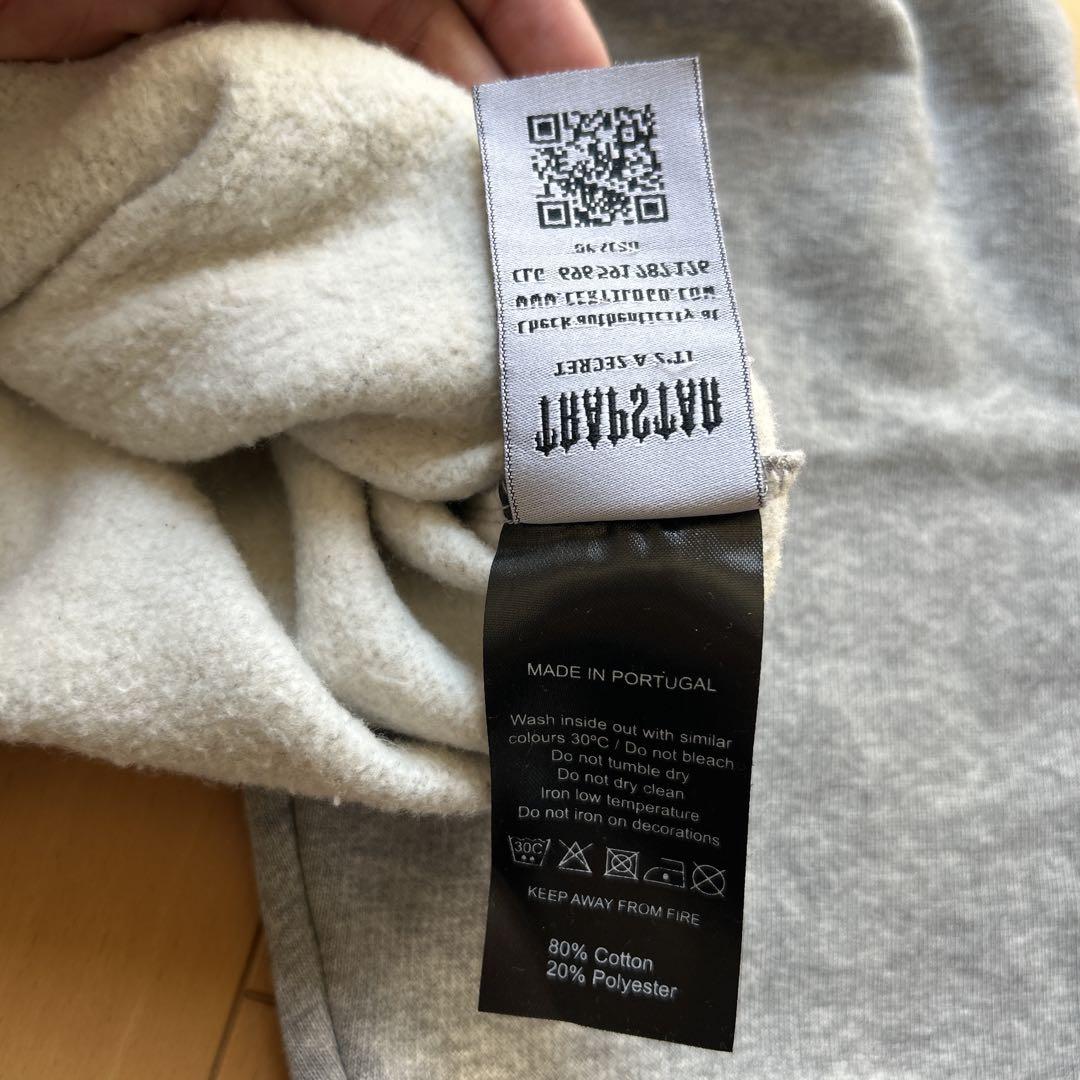 TRAPSTAR
IT'S A SECRET
Check authenticity at
WWW.CERTILOGO.COM
CLG
MADE IN PORTUGAL
Wash inside out with similar
colours 30°C / Do not bleach
Do not tumble dry
Do not dry clean
Iron low temperature
Do not iron on decorations
30C
KEEP AWAY FROM FIRE
80% Cotton
20% Polyester